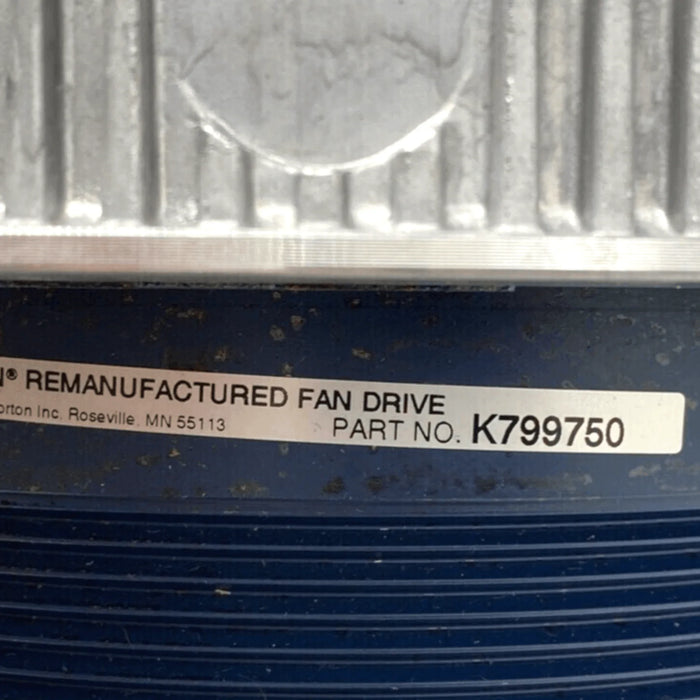 N® REMANUFACTURED FAN DRIVE
orton Inc. Roseville, MN 55113
PART NO. K799750